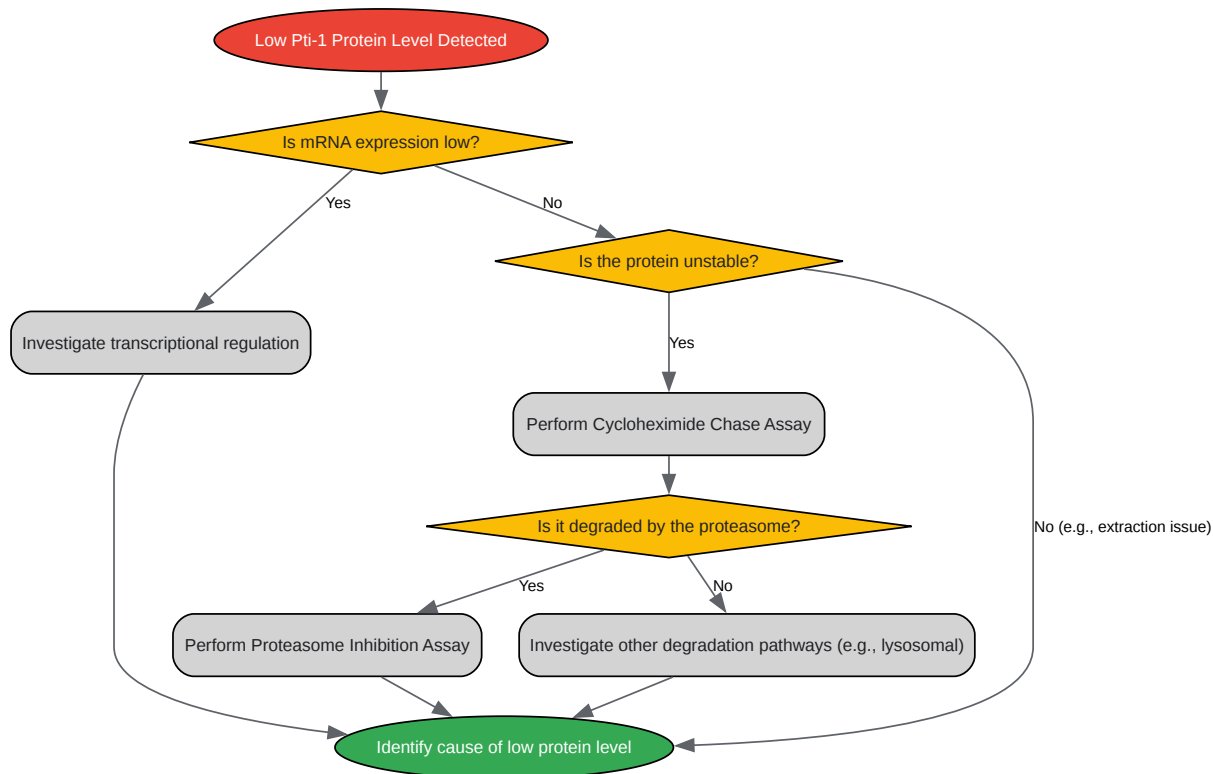 Low Pti-1 Protein Level Detected
Is mRNA expression low?
Yes
No
Is the protein unstable?
Investigate transcriptional regulation
Yes
Perform Cycloheximide Chase Assay
Is it degraded by the proteasome?
No (e.g., extraction issue)
Yes
No
Perform Proteasome Inhibition Assay
Investigate other degradation pathways (e.g., lysosomal)
Identify cause of low protein level